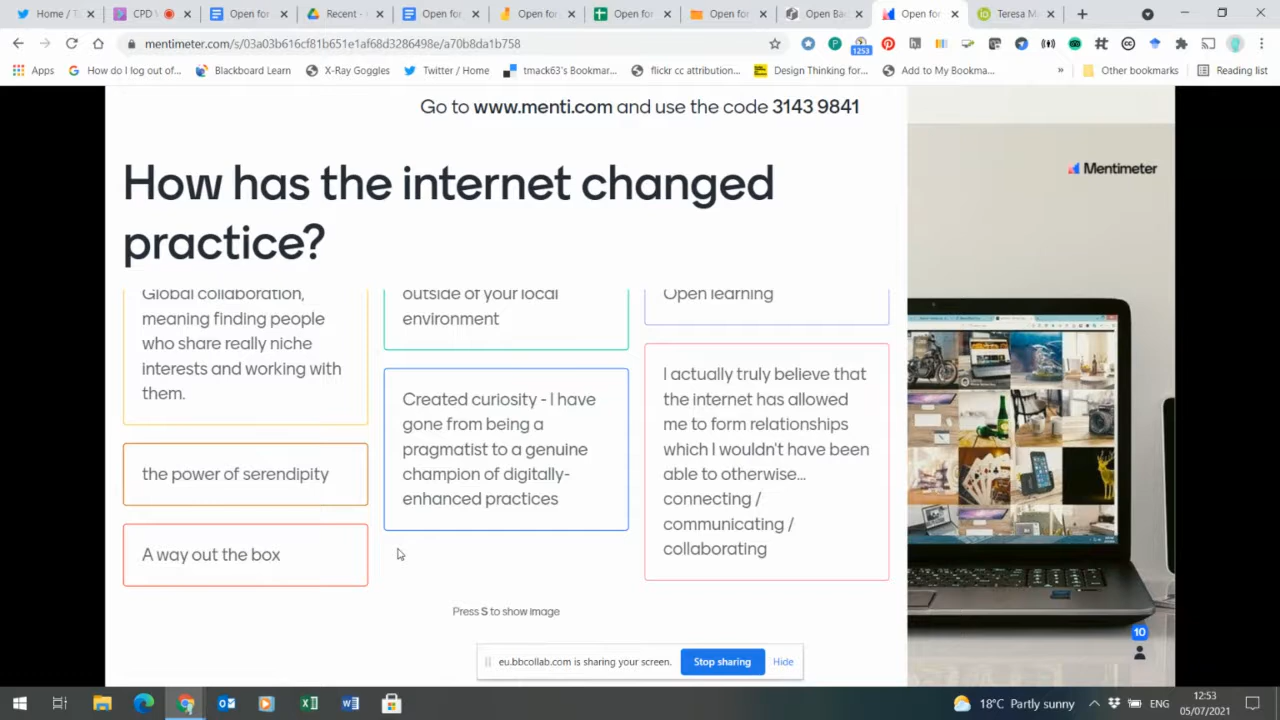 Home / T
CPD V
Open for
Recent -
Open for
Open for
Open for
Open for
Open Bac
Open for
Teresa M
mentimeter.com/s/03a03b616cf81b651e1af68d3286498e/a70b8da1b758
1253
Apps
How do I log out of...
Blackboard Learn
X-Ray Goggles
Twitter / Home
tmack63's Bookmar...
flickr cc attribution...
Design Thinking for...
Add to My Bookma...
»
Other bookmarks
Reading list
Go to www.menti.com and use the code 3143 9841
Mentimeter
How has the internet changed
practice?
Global collaboration,
meaning finding people
who share really niche
interests and working with
them.
the power of serendipity
A way out the box
outside of your local
environment
Created curiosity - I have
gone from being a
pragmatist to a genuine
champion of digitally-
enhanced practices
Open learning
I actually truly believe that
the internet has allowed
me to form relationships
which I wouldn't have been
able to otherwise...
connecting /
communicating /
collaborating
Press S to show image
10
eu.bbcollab.com is sharing your screen.
Stop sharing
Hide
18°C Partly sunny
ENG
12:53
05/07/2021